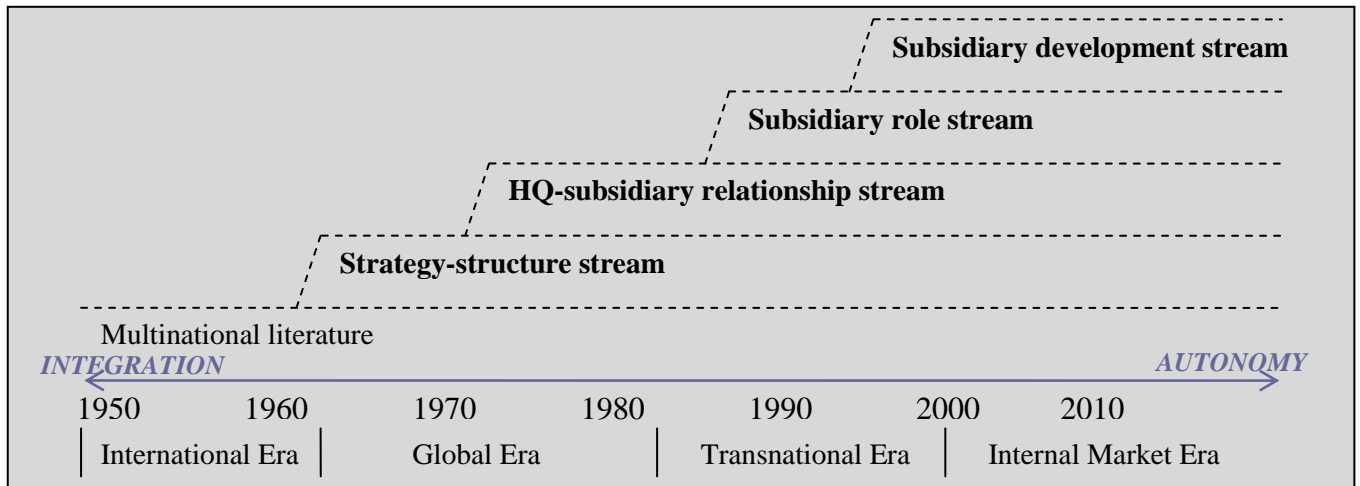 Subsidiary development stream
Subsidiary role stream
HQ-subsidiary relationship stream
Strategy-structure stream
Multinational literature
INTEGRATION AUTONOMY
1950 1960 1970 1980 1990 2000 2010
International Era Global Era Transnational Era Internal Market Era